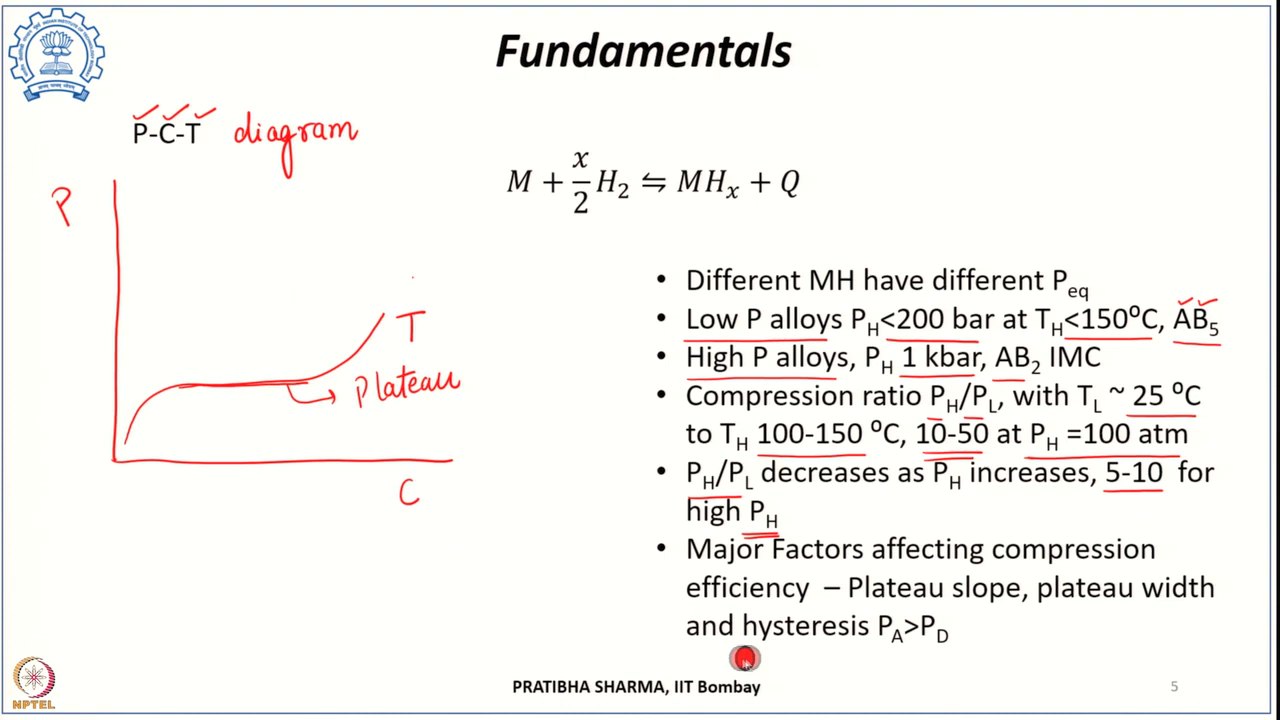 Fundamentals
P-C-T diagram
M + x/2 H₂ ⇋ MHₓ + Q
P
T
Plateau
C
• Different MH have different Peq
• Low P alloys PH<200 bar at TH<150⁰C, AB₅
• High P alloys, PH 1 kbar, AB₂ IMC
• Compression ratio PH/PL, with TL ~ 25 ⁰C
to TH 100-150 ⁰C, 10-50 at PH =100 atm
• PH/PL decreases as PH increases, 5-10 for
high PH
• Major Factors affecting compression
efficiency – Plateau slope, plateau width
and hysteresis PA>PD
PRATIBHA SHARMA, IIT Bombay
5
NPTEL